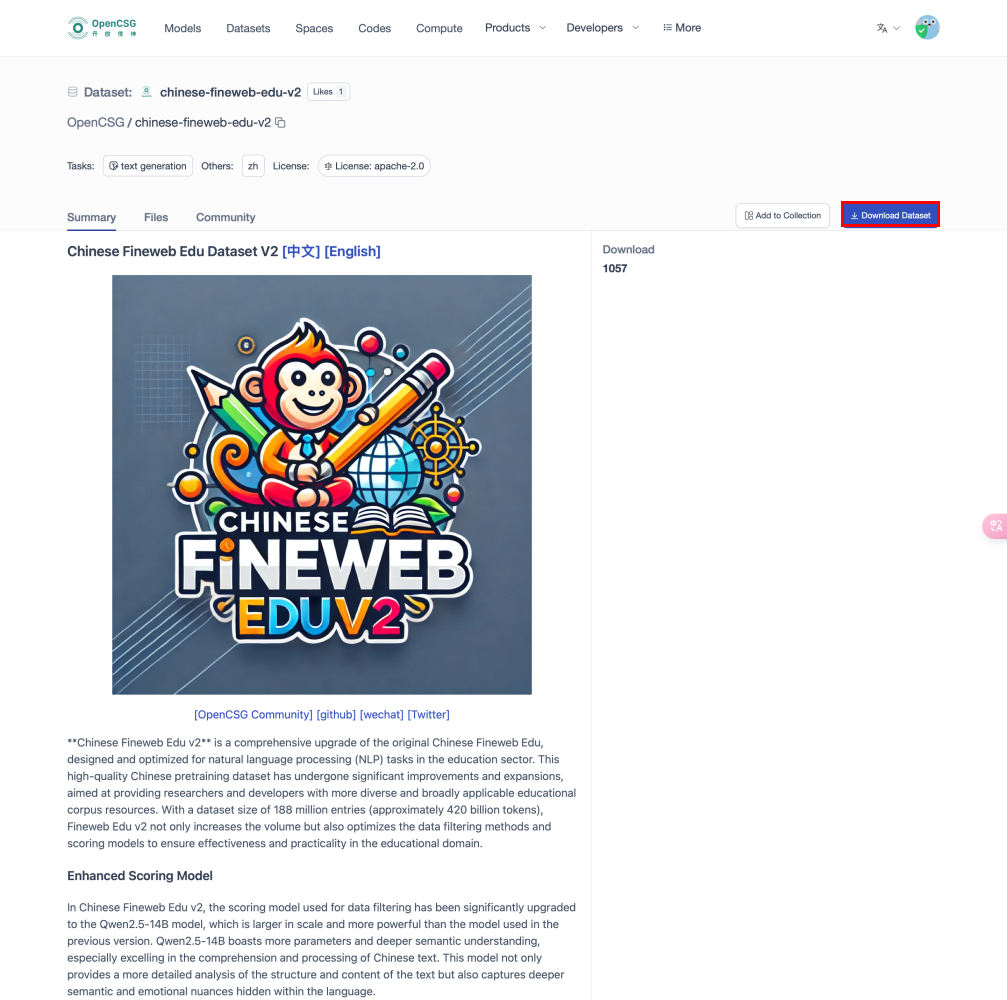 OpenCSG
开 放 传 神
Models Datasets Spaces Codes Compute Products Developers More
Dataset: chinese-fineweb-edu-v2 Likes 1
OpenCSG / chinese-fineweb-edu-v2
Tasks: text generation Others: zh License: License: apache-2.0
Summary Files Community Add to Collection Download Dataset
Chinese Fineweb Edu Dataset V2 [中文] [English]
Download
1057
CHINESE
FiNEWEB
EDU V2
[OpenCSG Community] [github] [wechat] [Twitter]
**Chinese Fineweb Edu v2** is a comprehensive upgrade of the original Chinese Fineweb Edu,
designed and optimized for natural language processing (NLP) tasks in the education sector. This
high-quality Chinese pretraining dataset has undergone significant improvements and expansions,
aimed at providing researchers and developers with more diverse and broadly applicable educational
corpus resources. With a dataset size of 188 million entries (approximately 420 billion tokens),
Fineweb Edu v2 not only increases the volume but also optimizes the data filtering methods and
scoring models to ensure effectiveness and practicality in the educational domain.
Enhanced Scoring Model
In Chinese Fineweb Edu v2, the scoring model used for data filtering has been significantly upgraded
to the Qwen2.5-14B model, which is larger in scale and more powerful than the model used in the
previous version. Qwen2.5-14B boasts more parameters and deeper semantic understanding,
especially excelling in the comprehension and processing of Chinese text. This model not only
provides a more detailed analysis of the structure and content of the text but also captures deeper
semantic and emotional nuances hidden within the language.